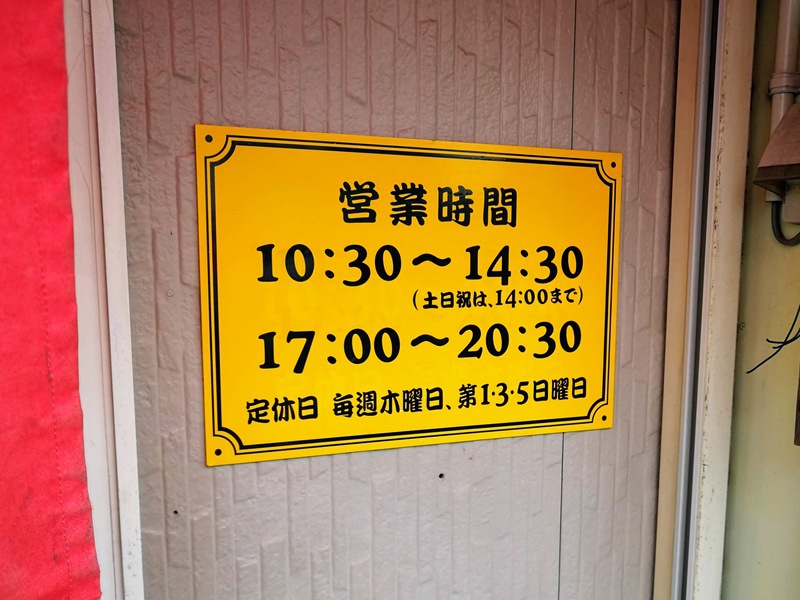 営業時間
10:30～14:30
(土日祝は、14:00まで)
17:00～20:30
定休日 毎週木曜日、第1・3・5日曜日